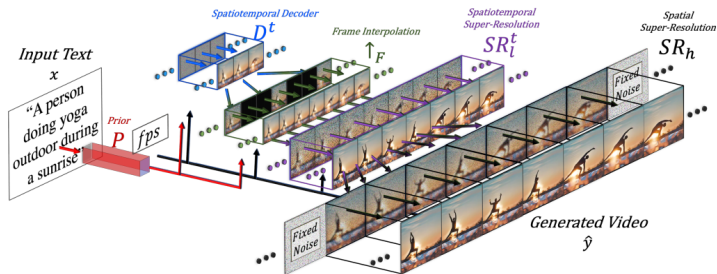 Spatiotemporal Decoder
D^t
Frame Interpolation
↑_F
Spatiotemporal
Super-Resolution
SR_l^t
Spatial
Super-Resolution
SR_h
Input Text
x
"A person
doing yoga
outdoor during
a sunrise"
Prior
P
fps
Fixed
Noise
Fixed
Noise
Generated Video
ŷ